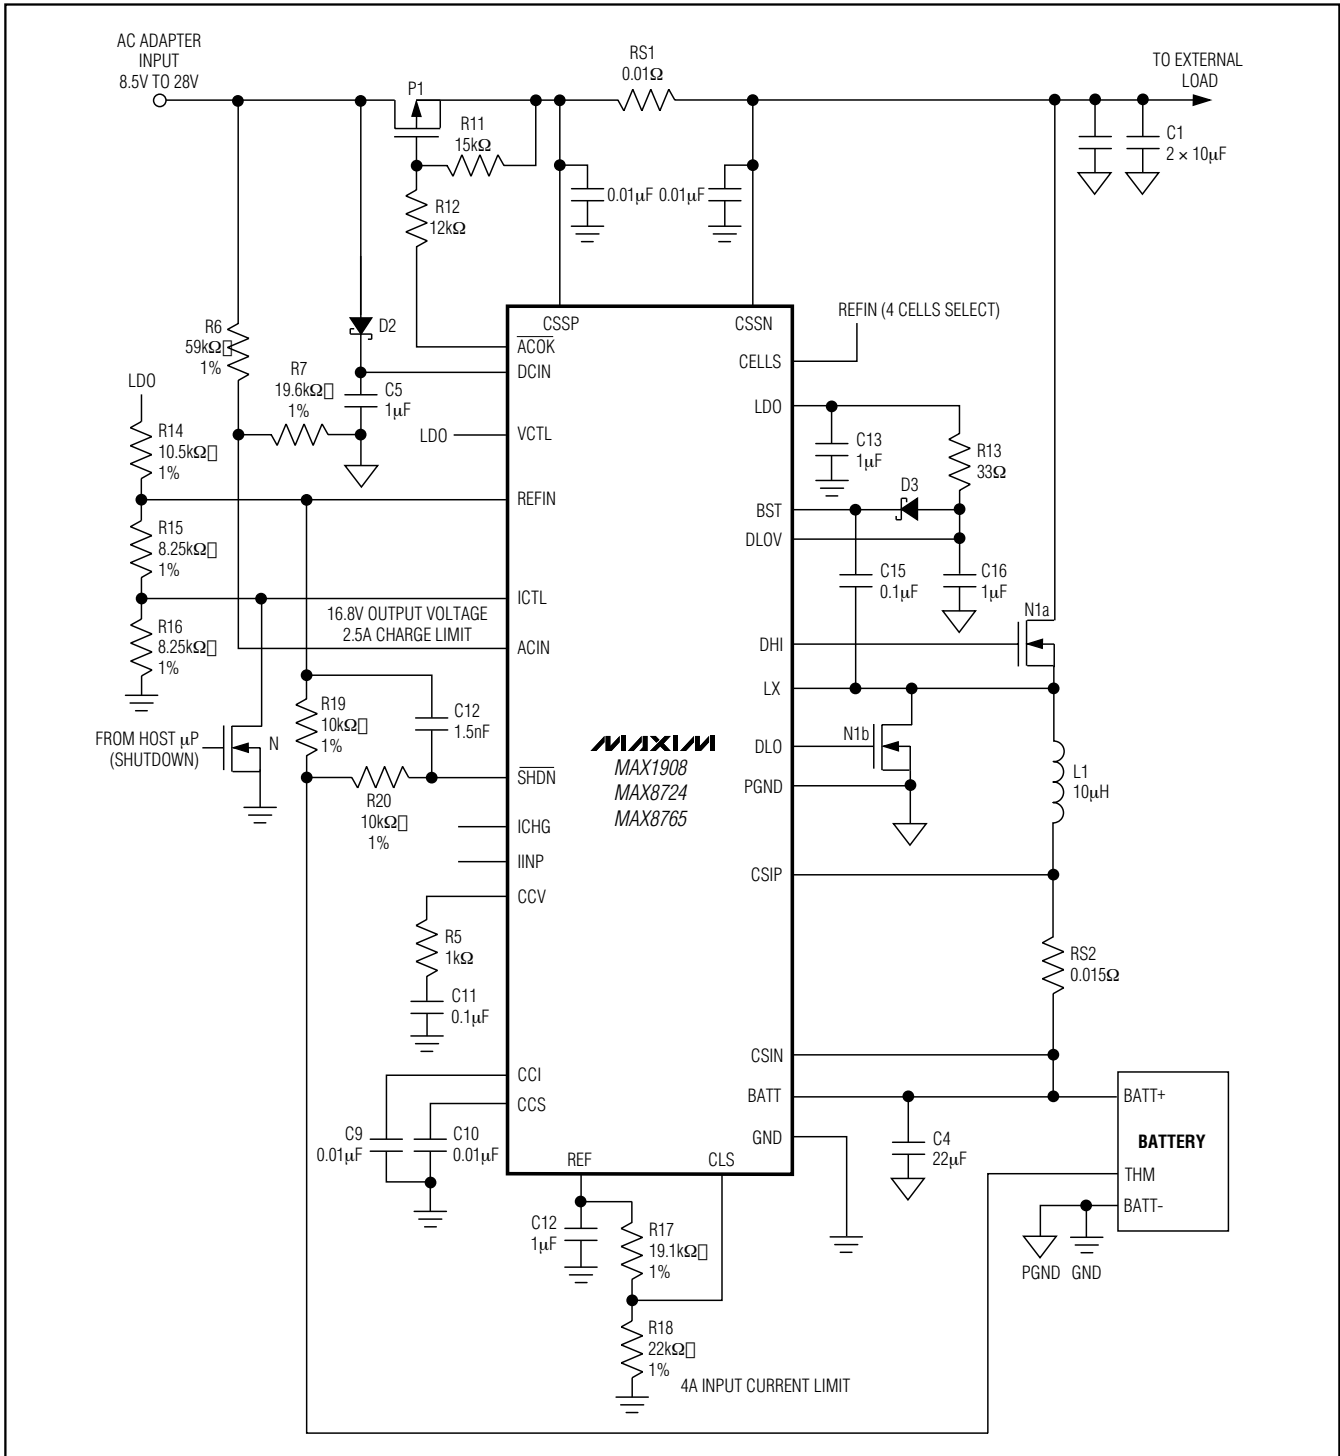 AC ADAPTER
INPUT
8.5V TO 28V
P1
RS1
0.01Ω
TO EXTERNAL
LOAD
R11
15kΩ
C1
2 × 10µF
R12
12kΩ
0.01µF
0.01µF
R6
59kΩ
1%
D2
CSSP
CSSN
REFIN (4 CELLS SELECT)
ACOK
DCIN
CELLS
R7
19.6kΩ
1%
C5
1µF
LDO
R14
10.5kΩ
1%
LDO
VCTL
LDO
C13
1µF
R13
33Ω
D3
REFIN
BST
DLOV
R15
8.25kΩ
1%
C15
0.1µF
C16
1µF
ICTL
16.8V OUTPUT VOLTAGE
2.5A CHARGE LIMIT
R16
8.25kΩ
1%
ACIN
DHI
N1a
LX
R19
10kΩ
1%
C12
1.5nF
FROM HOST µP
(SHUTDOWN)
N
MAXIM
MAX1908
MAX8724
MAX8765
DLO
N1b
PGND
L1
10µH
SHDN
R20
10kΩ
1%
ICHG
IINP
CCV
CSIP
R5
1kΩ
RS2
0.015Ω
C11
0.1µF
CSIN
CCI
CCS
BATT
BATT+
C9
0.01µF
C10
0.01µF
GND
C4
22µF
BATTERY
REF
CLS
THM
BATT-
C12
1µF
R17
19.1kΩ
1%
PGND
GND
R18
22kΩ
1%
4A INPUT CURRENT LIMIT